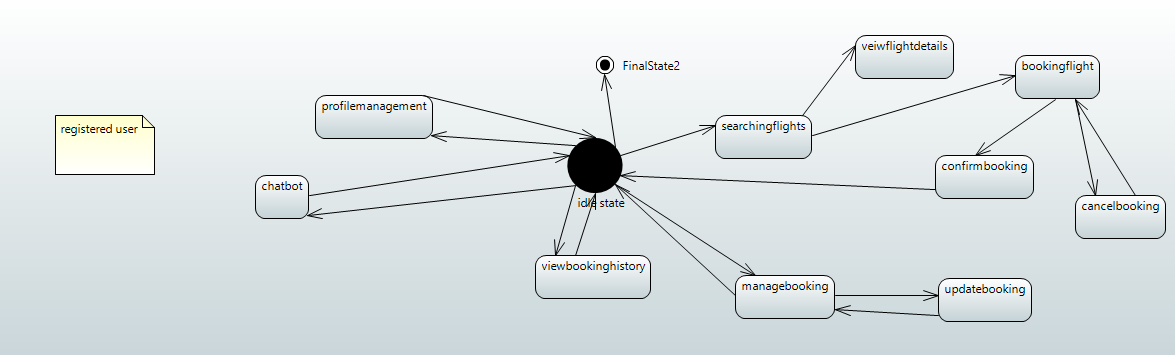 veiwflightdetails
FinalState2
bookingflight
profilemanagement
registered user
searchingflights
confirmbooking
chatbot
idle state
cancelbooking
viewbookinghistory
managebooking
updatebooking